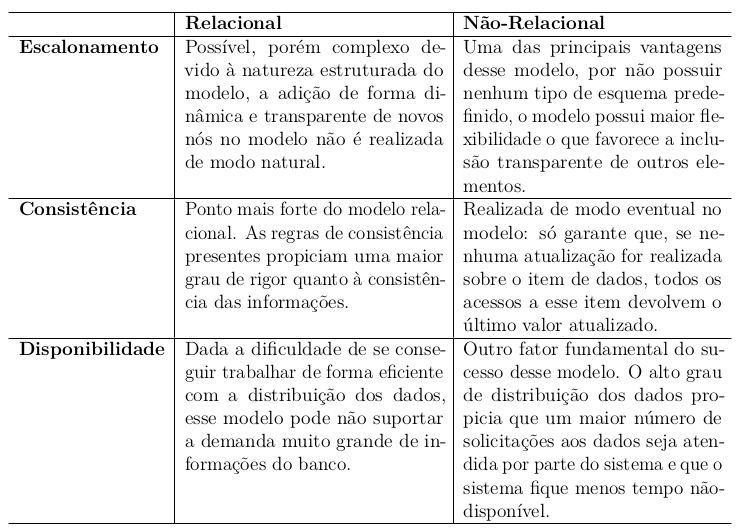 Relacional
Não-Relacional
Escalonamento
Possível, porém complexo de-
vido à natureza estruturada do
modelo, a adição de forma di-
nâmica e transparente de novos
nós no modelo não é realizada
de modo natural.
Uma das principais vantagens
desse modelo, por não possuir
nenhum tipo de esquema prede-
finido, o modelo possui maior fle-
xibilidade o que favorece a inclu-
são transparente de outros ele-
mentos.
Consistência
Ponto mais forte do modelo rela-
cional. As regras de consistência
presentes propiciam uma maior
grau de rigor quanto à consistên-
cia das informações.
Realizada de modo eventual no
modelo: só garante que, se ne-
nhuma atualização for realizada
sobre o item de dados, todos os
acessos a esse item devolvem o
último valor atualizado.
Disponibilidade
Dada a dificuldade de se conse-
guir trabalhar de forma eficiente
com a distribuição dos dados,
esse modelo pode não suportar
a demanda muito grande de in-
formações do banco.
Outro fator fundamental do su-
cesso desse modelo. O alto grau
de distribuição dos dados pro-
picia que um maior número de
solicitações aos dados seja aten-
dida por parte do sistema e que o
sistema fique menos tempo não-
disponível.